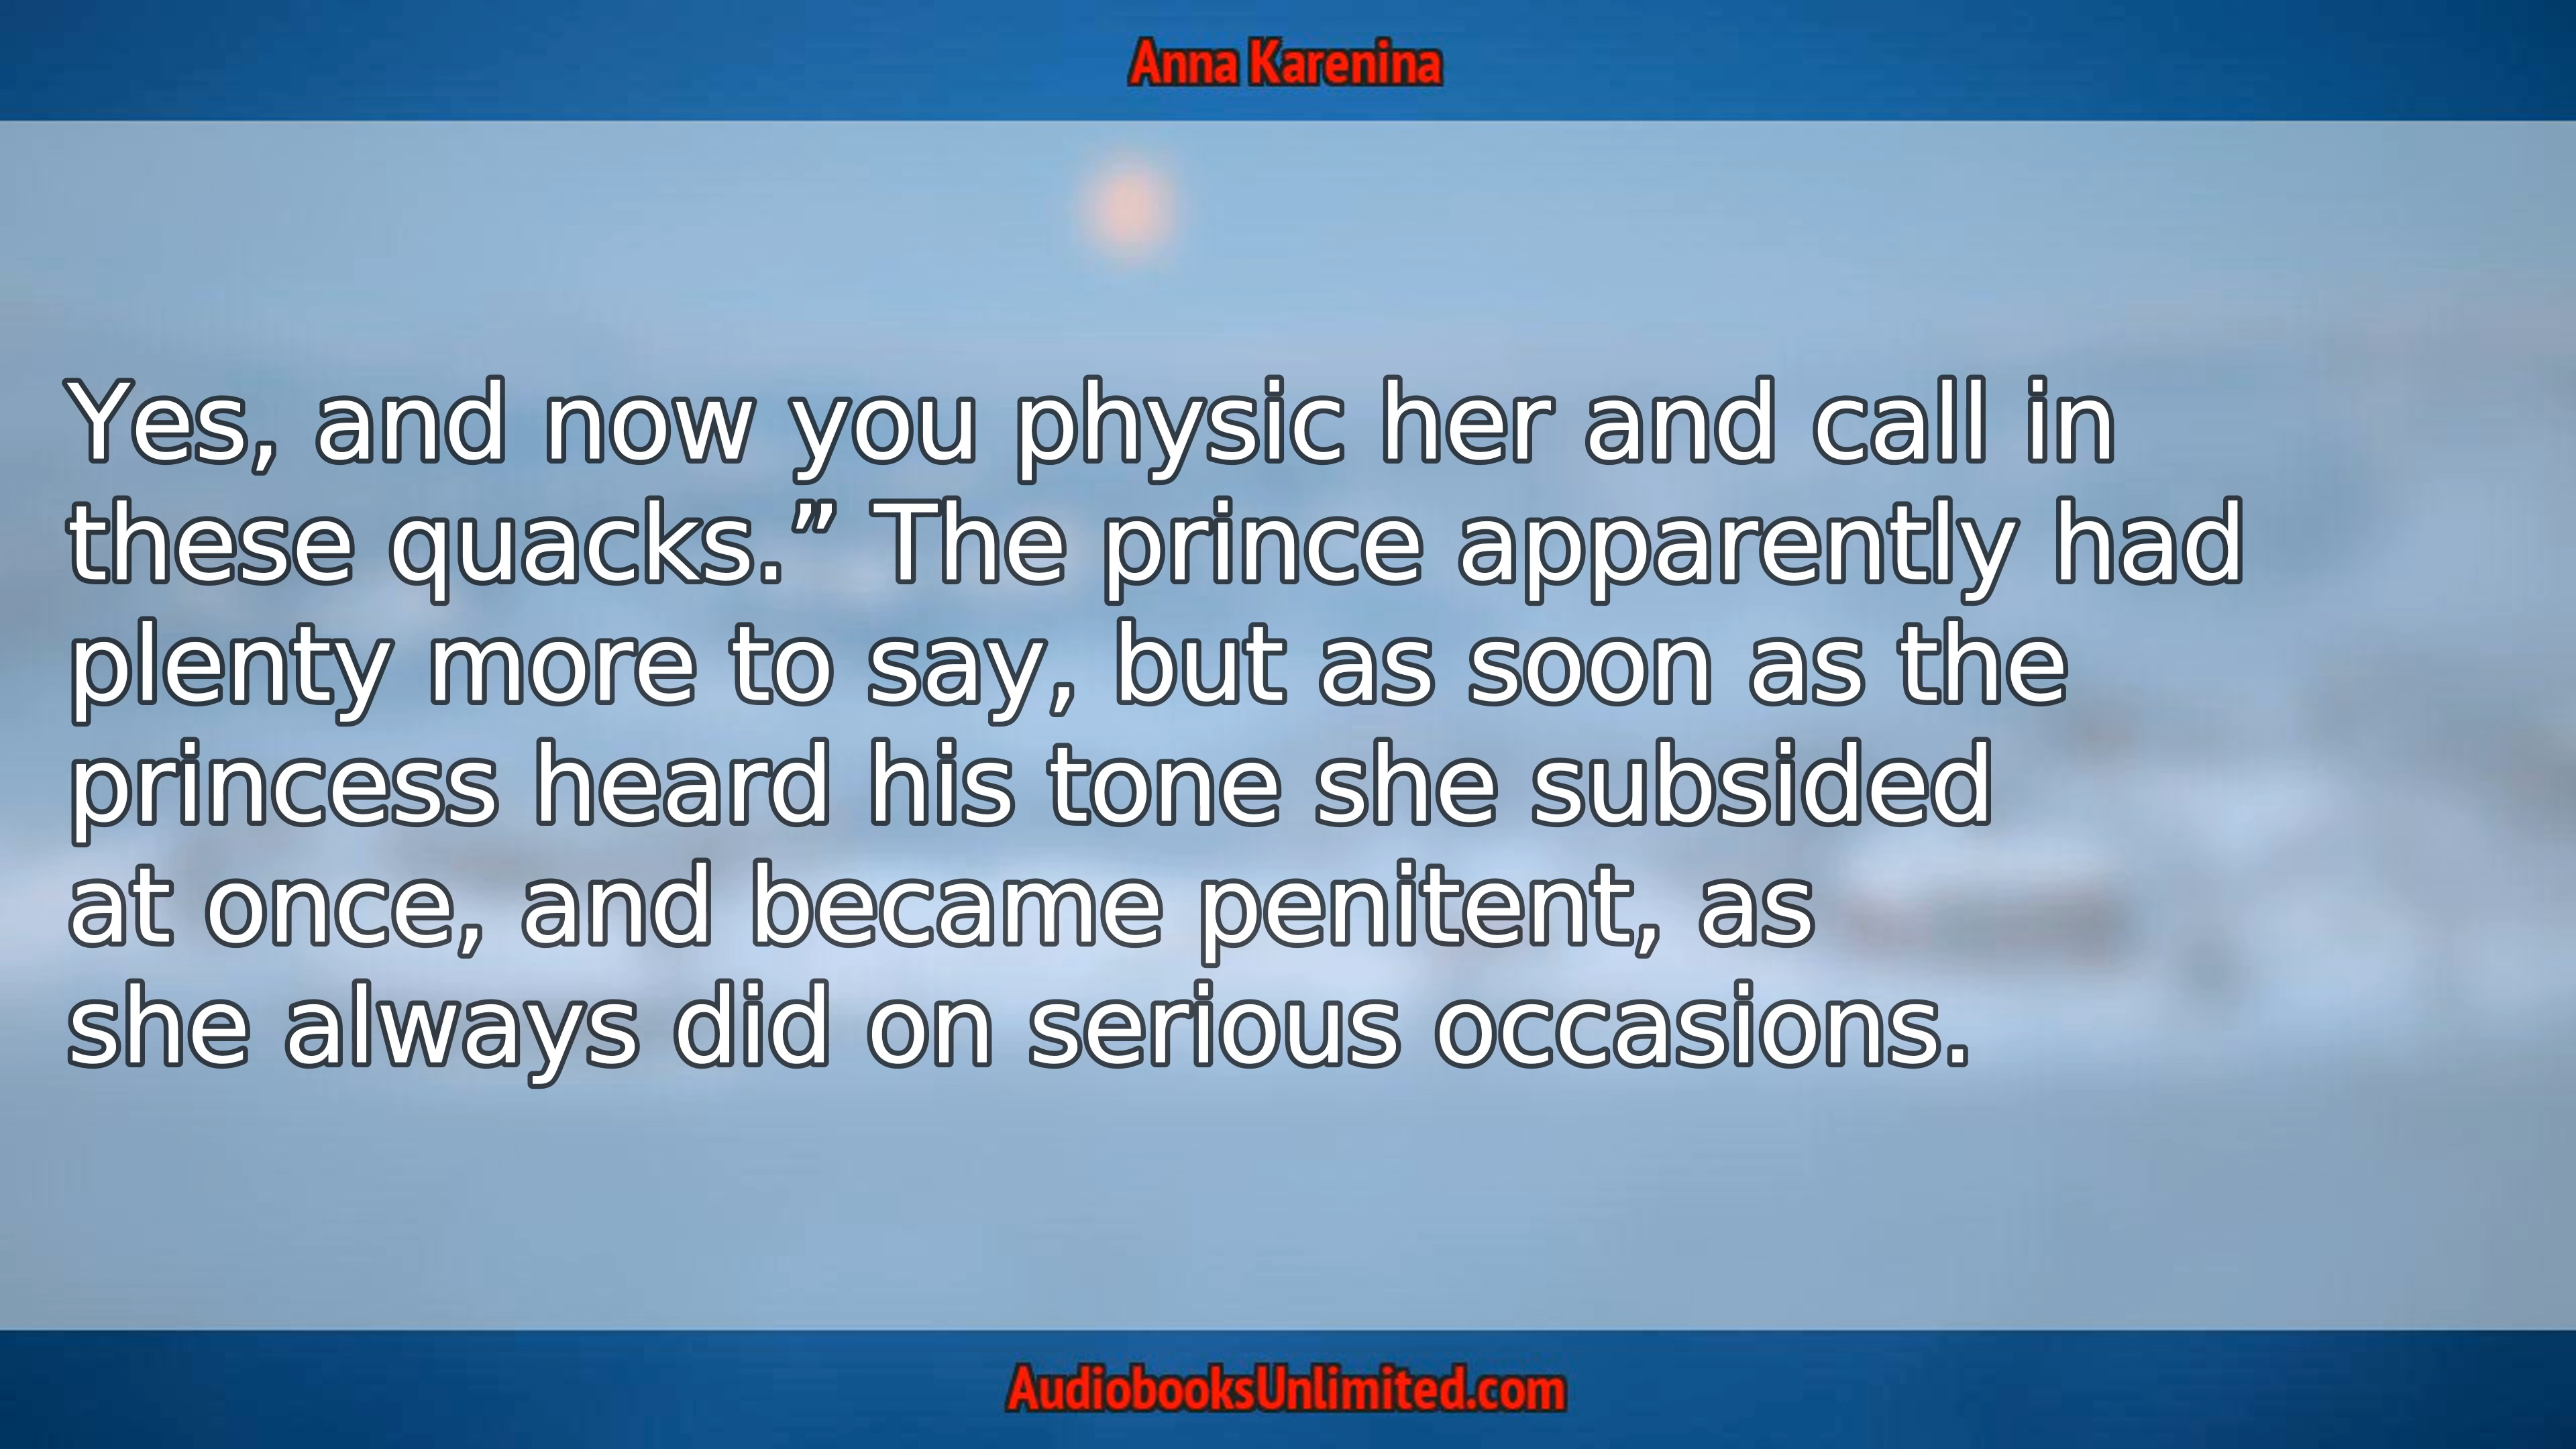 Anna Karenina
Yes, and now you physic her and call in
these quacks.” The prince apparently had
plenty more to say, but as soon as the
princess heard his tone she subsided
at once, and became penitent, as
she always did on serious occasions.
AudiobooksUnlimited.com